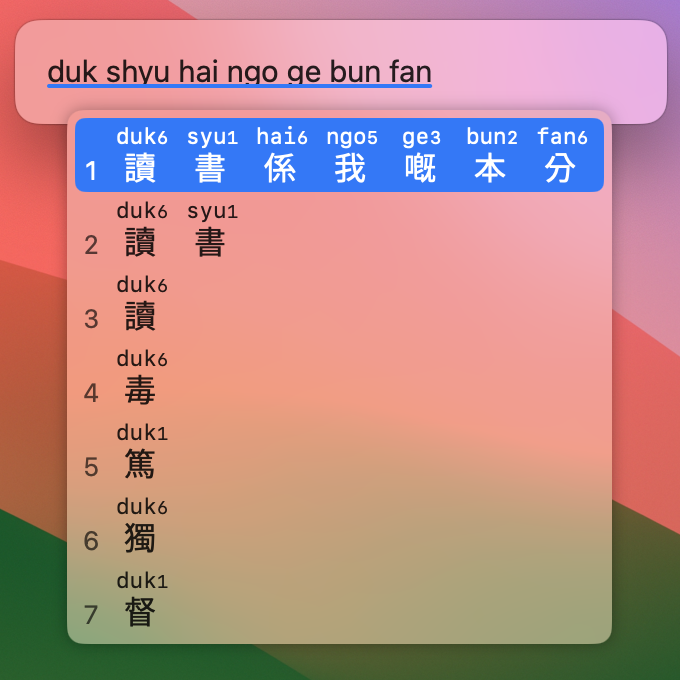 duk shyu hai ngo ge bun fan
duk6 syu1 hai6 ngo5 ge3 bun2 fan6
1 讀 書 係 我 嘅 本 分
duk6 syu1
2 讀 書
duk6
3 讀
duk6
4 毒
duk1
5 篤
duk6
6 獨
duk1
7 督